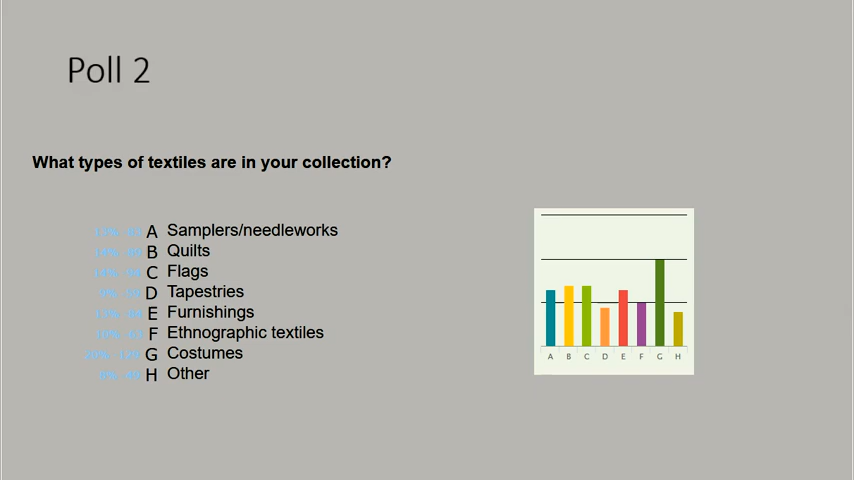 Poll 2
What types of textiles are in your collection?
A Samplers/needleworks
B Quilts
C Flags
D Tapestries
E Furnishings
F Ethnographic textiles
G Costumes
H Other
A B C D E F G H